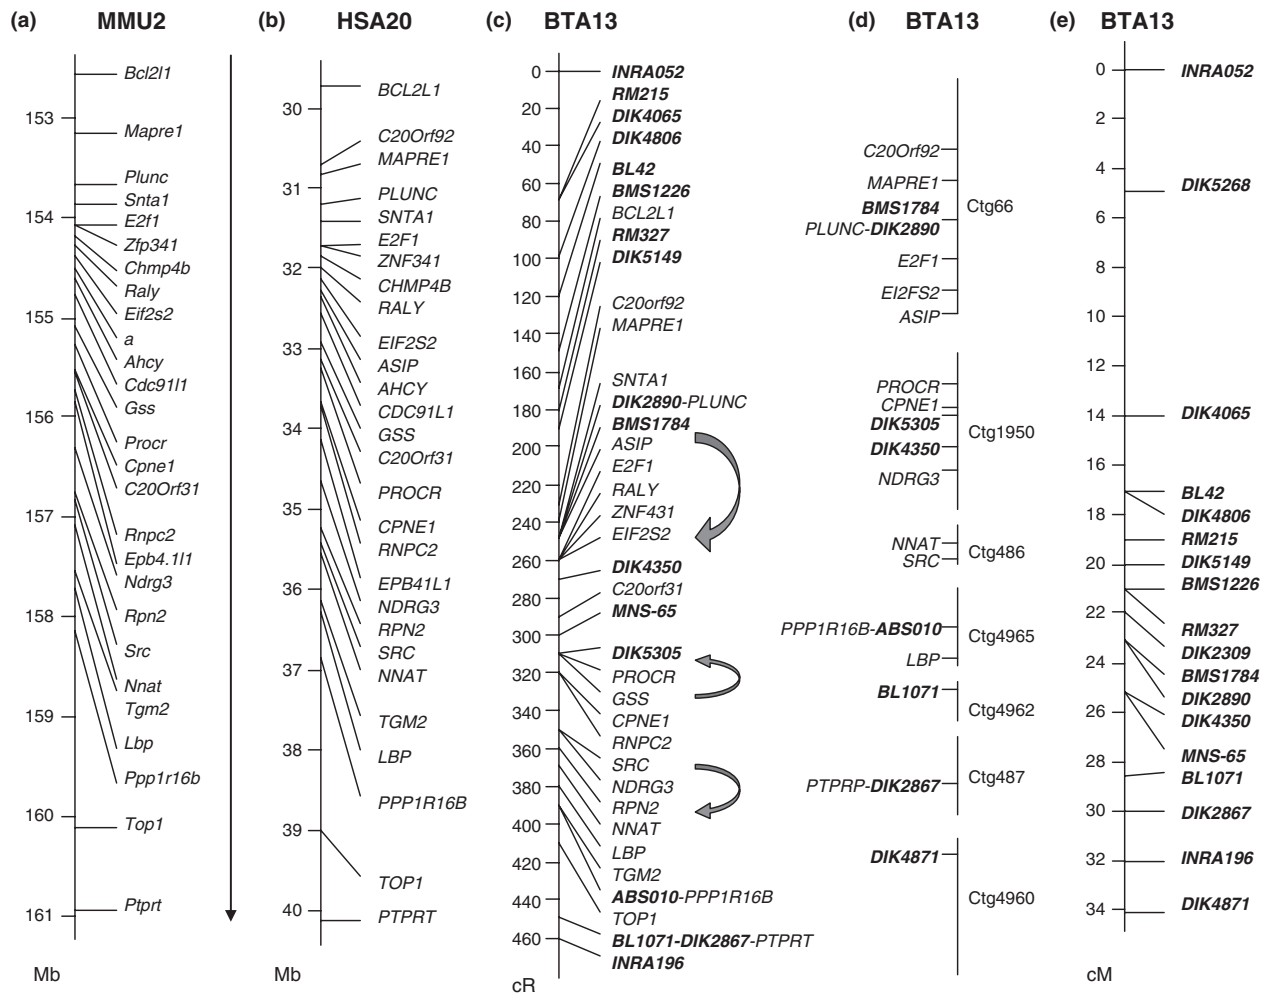 (a) MMU2
Bcl2l1
153
Mapre1
Plunc
Snta1
154
E2f1
Zfp341
Chmp4b
Raly
Eif2s2
155
a
Ahcy
Cdc91l1
Gss
156
Procr
Cpne1
C20Orf31
157
Rnpc2
Epb4.1l1
Ndrg3
158
Rpn2
Src
Nnat
Tgm2
159
Lbp
Ppp1r16b
160
Top1
Ptprt
161
Mb
(b) HSA20
BCL2L1
30
C20Orf92
MAPRE1
31
PLUNC
SNTA1
E2F1
ZNF341
32
CHMP4B
RALY
EIF2S2
33
ASIP
AHCY
CDC91L1
34
GSS
C20Orf31
PROCR
35
CPNE1
RNPC2
EPB41L1
36
NDRG3
RPN2
SRC
37
NNAT
TGM2
38
LBP
PPP1R16B
39
TOP1
40
PTPRT
Mb
(c) BTA13
0
INRA052
RM215
20
DIK4065
40
DIK4806
BL42
60
BMS1226
80
BCL2L1
RM327
100
DIK5149
120
C20orf92
140
MAPRE1
160
SNTA1
180
DIK2890-PLUNC
BMS1784
200
ASIP
E2F1
220
RALY
240
ZNF431
EIF2S2
260
DIK4350
280
C20orf31
MNS-65
300
DIK5305
320
PROCR
GSS
340
CPNE1
RNPC2
360
SRC
380
NDRG3
RPN2
400
NNAT
420
LBP
TGM2
440
ABS010-PPP1R16B
TOP1
460
BL1071-DIK2867-PTPRT
INRA196
cR
(d) BTA13
C20Orf92
MAPRE1
BMS1784
Ctg66
PLUNC-DIK2890
E2F1
EI2FS2
ASIP
PROCR
CPNE1
DIK5305
Ctg1950
DIK4350
NDRG3
NNAT
Ctg486
SRC
PPP1R16B-ABS010
Ctg4965
LBP
BL1071
Ctg4962
Ctg487
PTPRP-DIK2867
DIK4871
Ctg4960
(e) BTA13
0
INRA052
2
4
DIK5268
6
8
10
12
14
DIK4065
16
BL42
18
DIK4806
RM215
20
DIK5149
BMS1226
22
RM327
DIK2309
24
BMS1784
DIK2890
26
DIK4350
MNS-65
28
BL1071
30
DIK2867
32
INRA196
34
DIK4871
cM